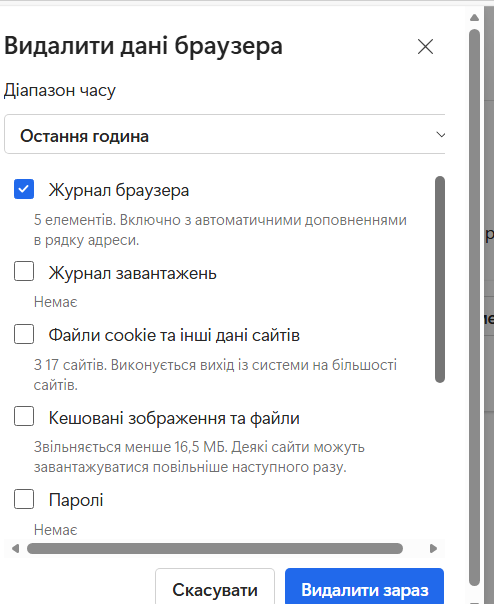 Видалити дані браузера
Діапазон часу
Остання година
Журнал браузера
5 елементів. Включно з автоматичними доповненнями
в рядку адреси.
Журнал завантажень
Немає
Файли cookie та інші дані сайтів
З 17 сайтів. Виконується вихід із системи на більшості
сайтів.
Кешовані зображення та файли
Звільняється менше 16,5 МБ. Деякі сайти можуть
завантажуватися повільніше наступного разу.
Паролі
Немає
Скасувати
Видалити зараз